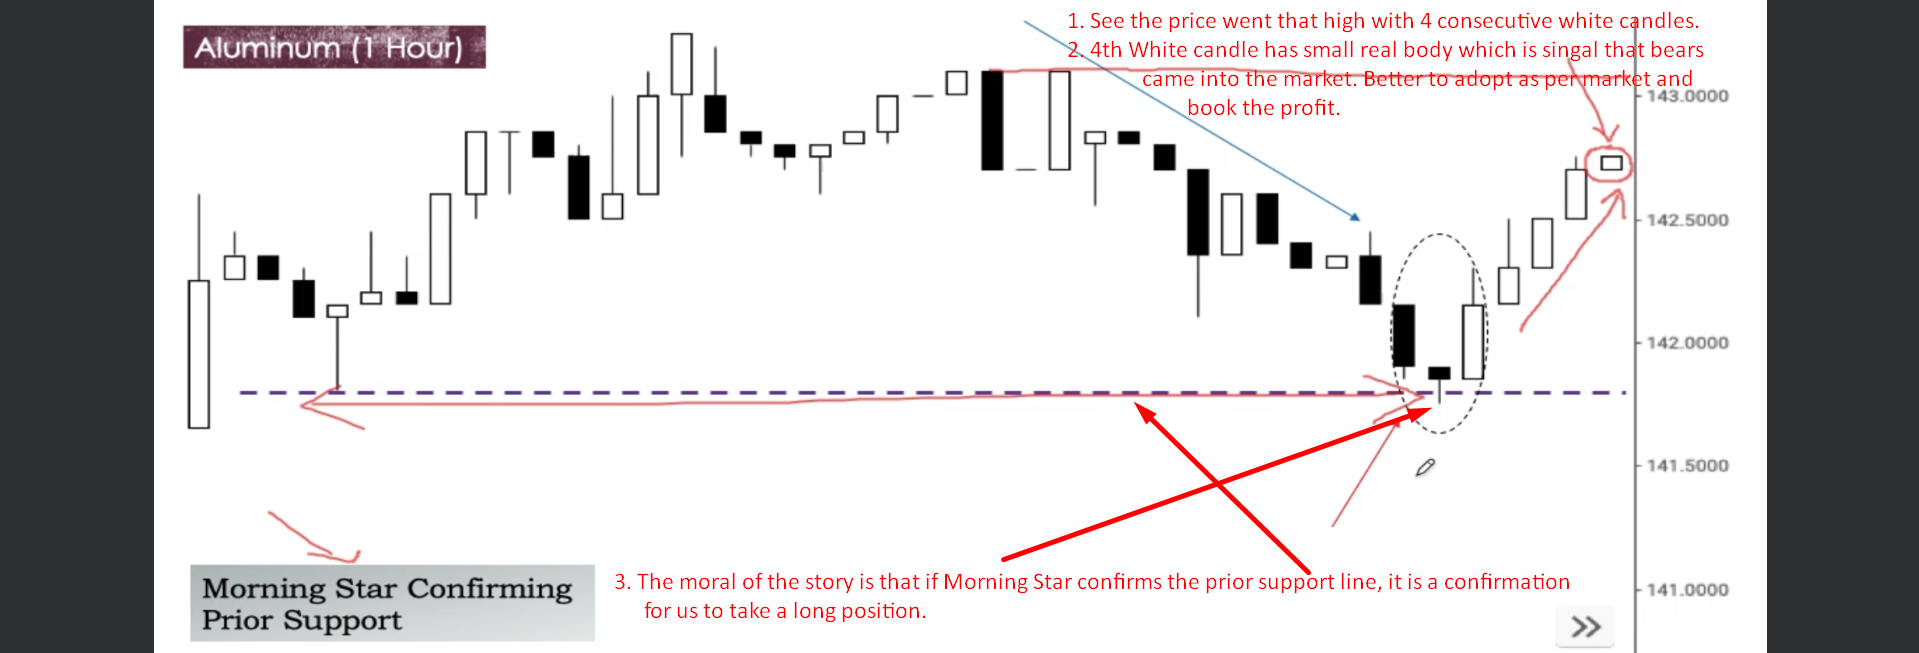 Aluminum (1 Hour)
1. See the price went that high with 4 consecutive white candles.
2. 4th White candle has small real body which is singal that bears
came into the market. Better to adopt as per market and
book the profit.
143.0000
142.5000
142.0000
141.5000
141.0000
Morning Star Confirming
Prior Support
3. The moral of the story is that if Morning Star confirms the prior support line, it is a confirmation
for us to take a long position.